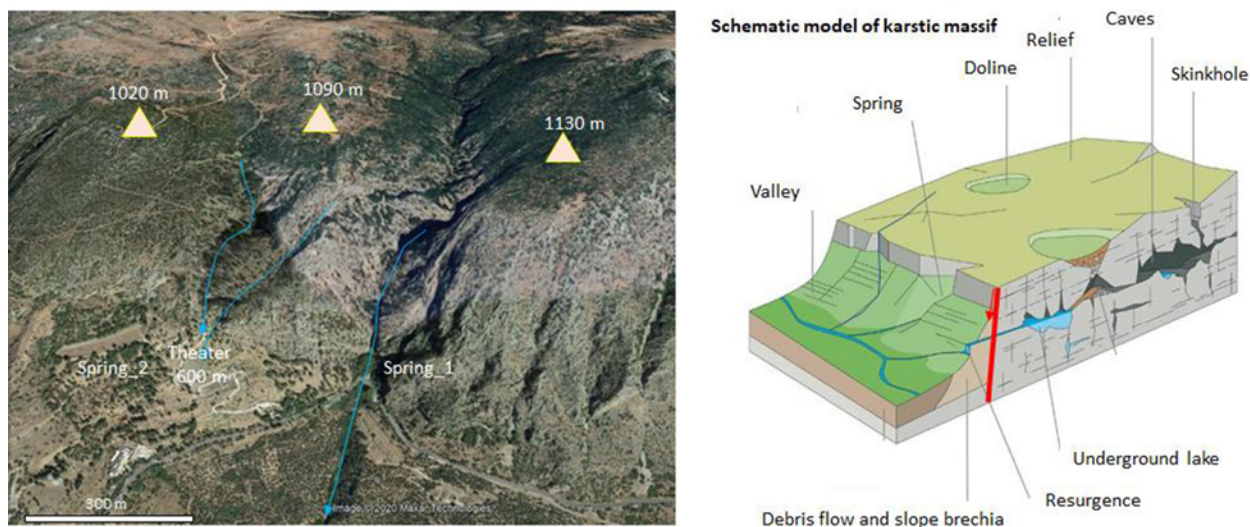 1020 m
1090 m
1130 m
Theater
Spring_2
600 m
Spring_1
300 m
Image © 2020 Maxar Technologies
Schematic model of karstic massif
Caves
Relief
Doline
Skinkhole
Spring
Valley
Underground lake
Resurgence
Debris flow and slope brechia